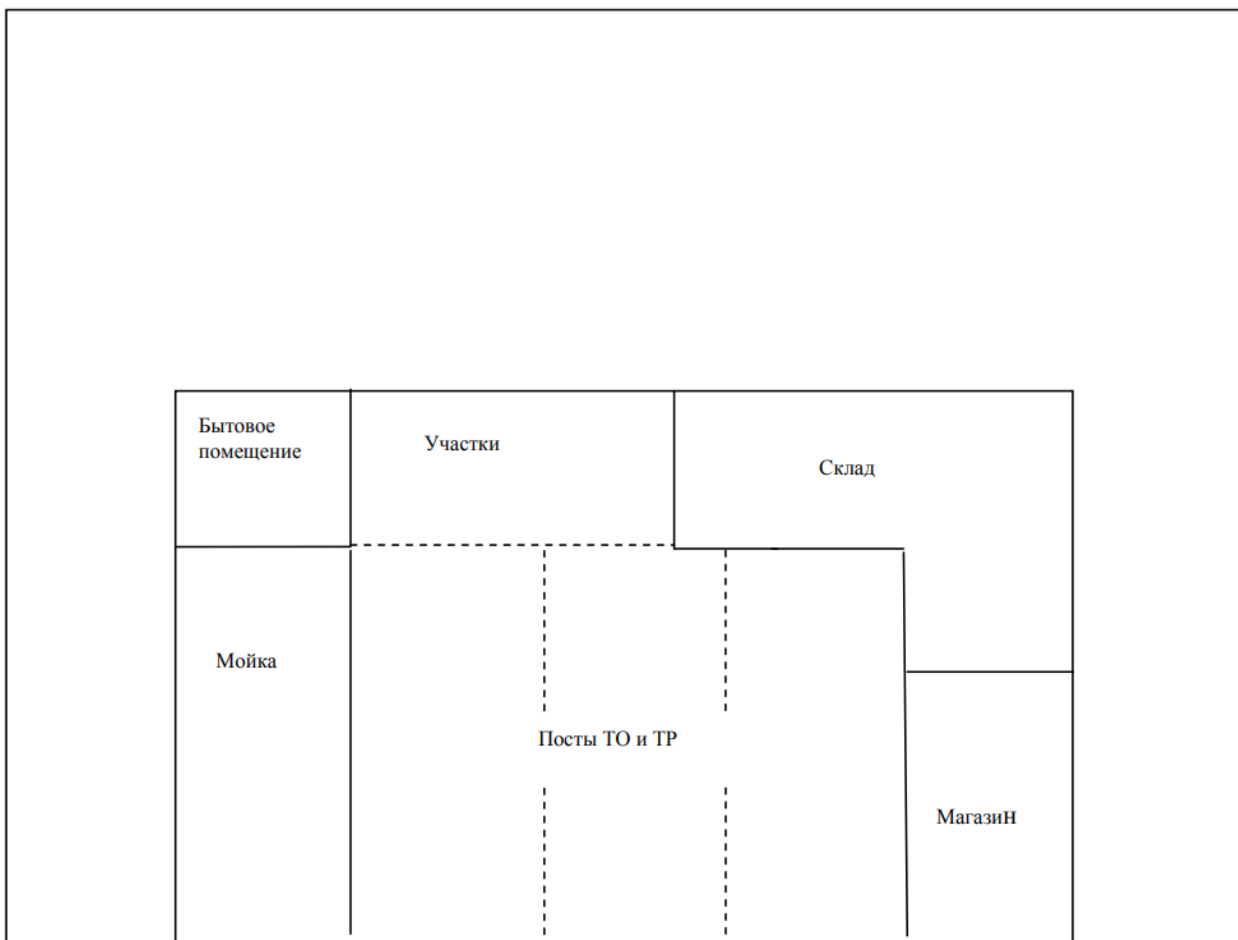 Бытовое
помещение
Участки
Склад
Мойка
Посты ТО и ТР
Магазин